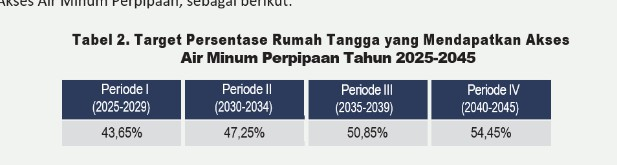 Akses Air Minum Perpipaan, sebagai berikut:
Tabel 2. Target Persentase Rumah Tangga yang Mendapatkan Akses
Air Minum Perpipaan Tahun 2025-2045
Periode I Periode II Periode III Periode IV
(2025-2029) (2030-2034) (2035-2039) (2040-2045)
43,65% 47,25% 50,85% 54,45%